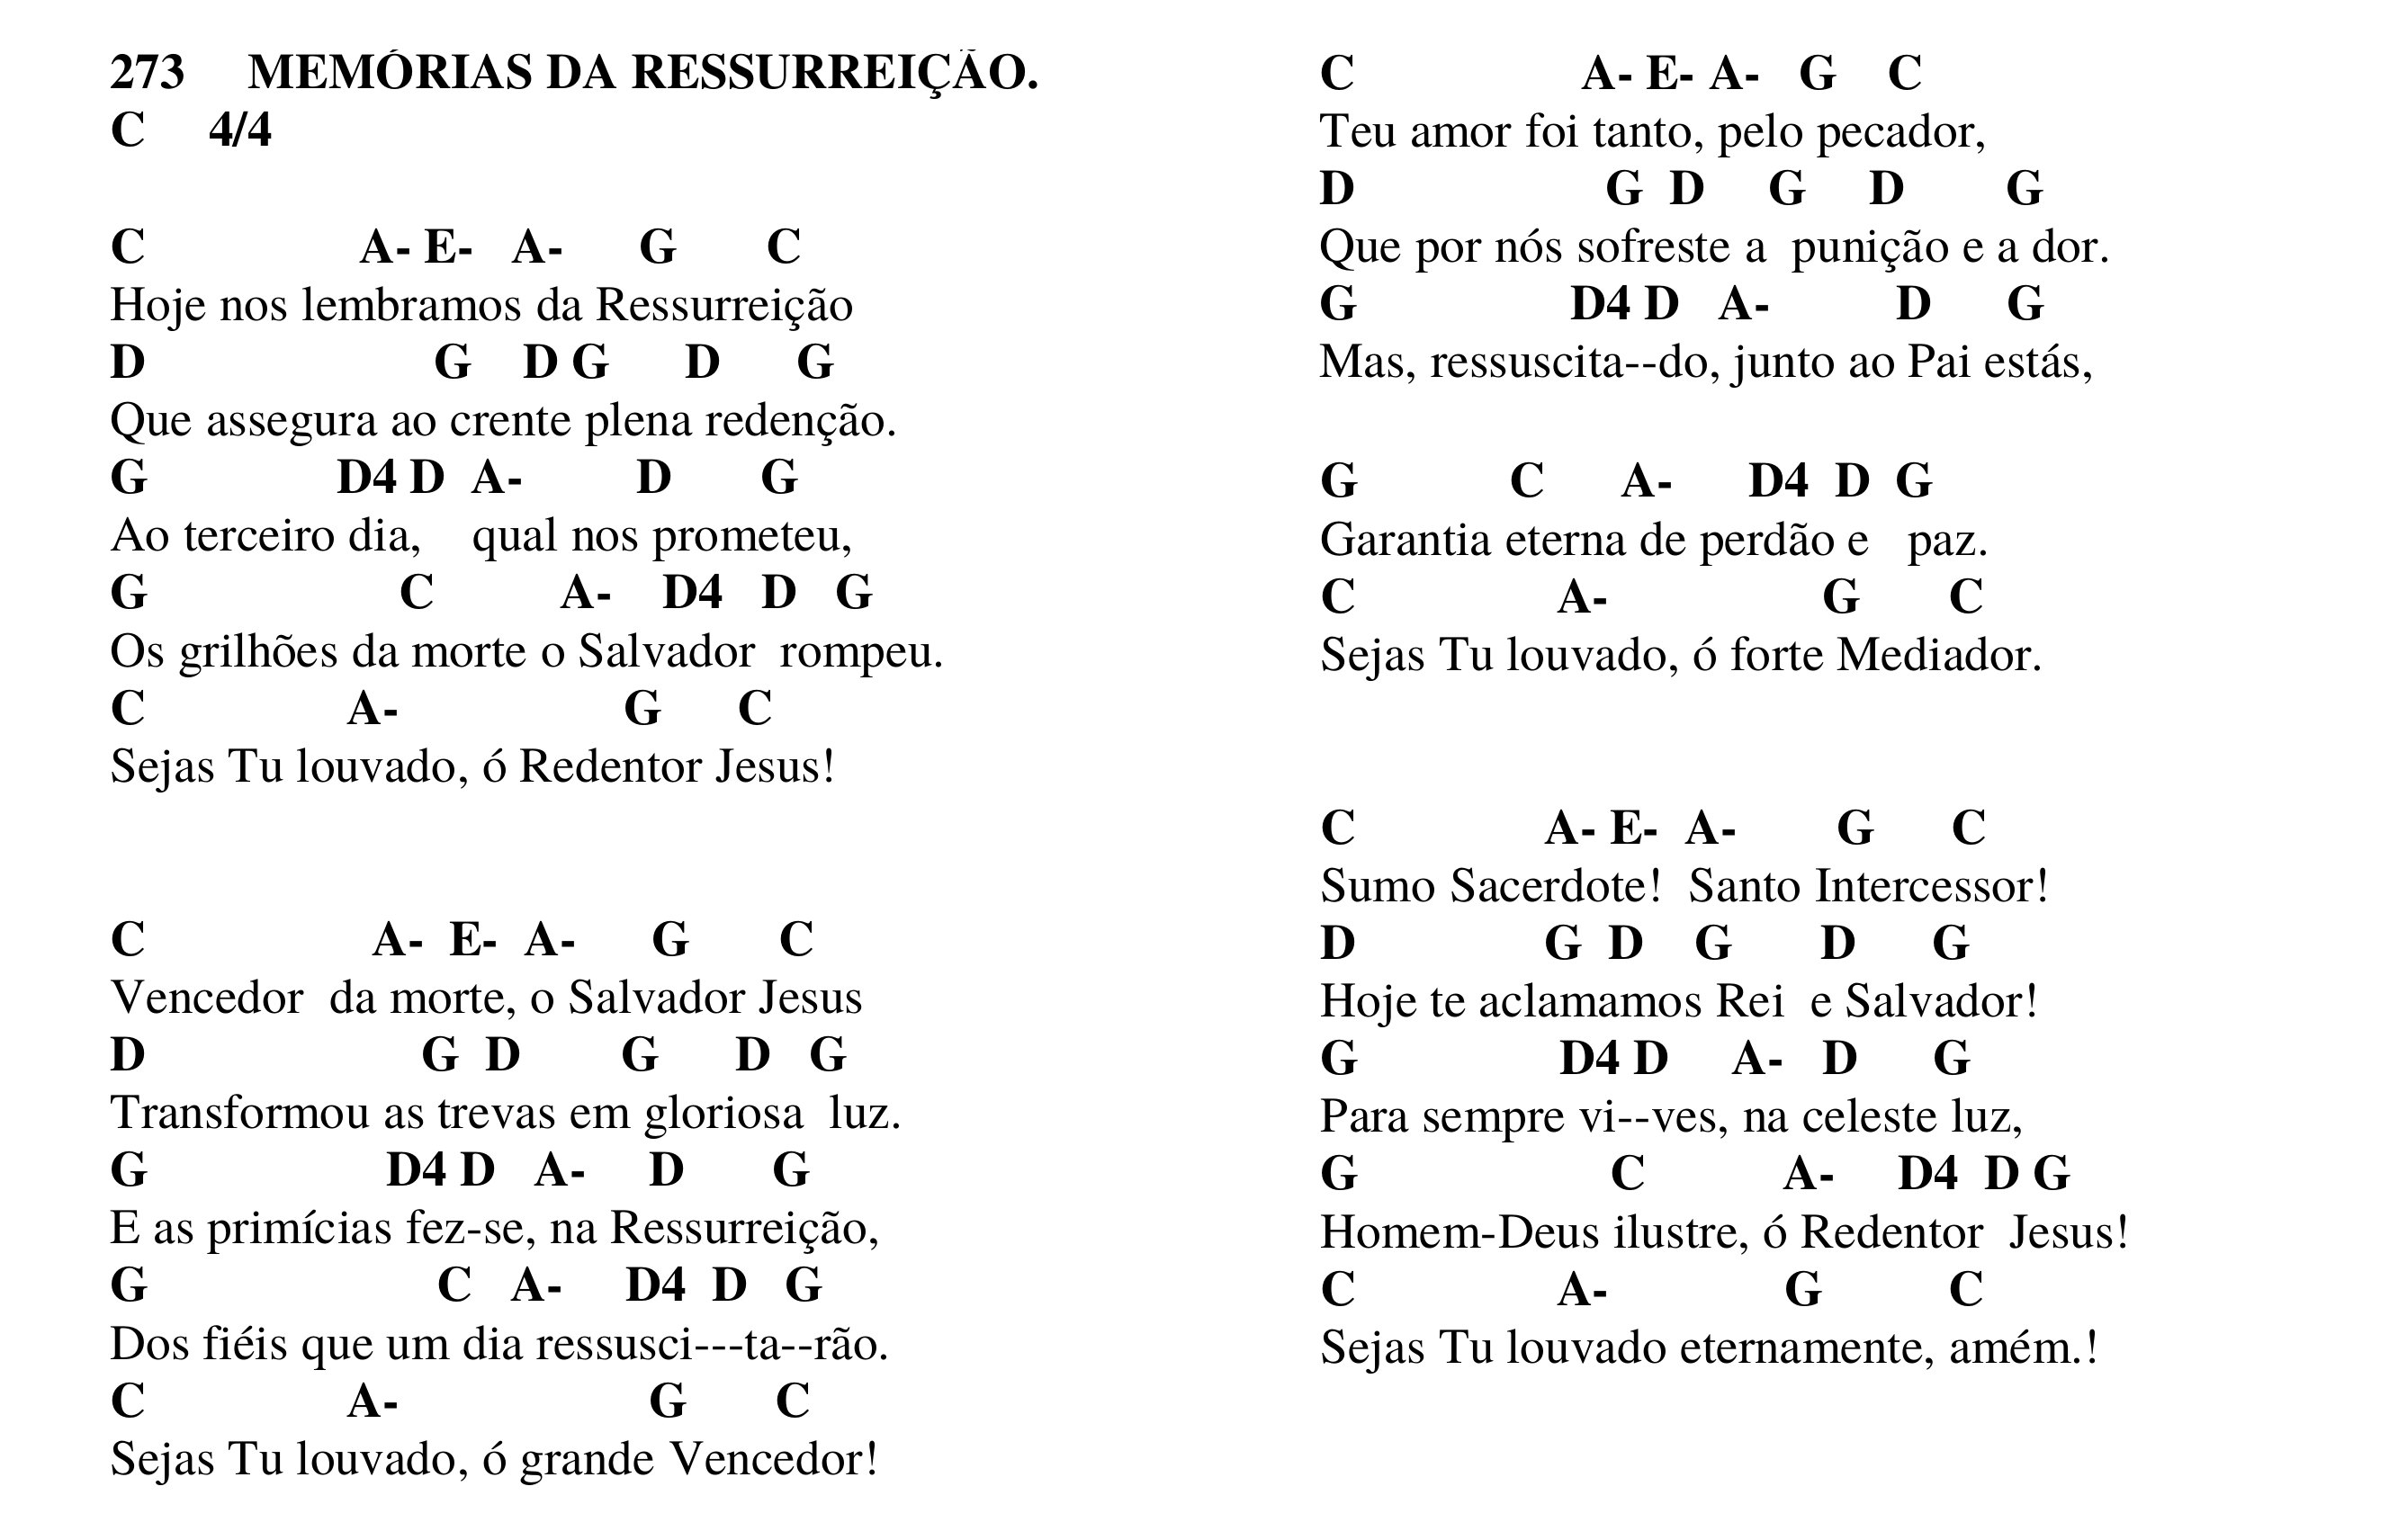 273 MEMÓRIAS DA RESSURREIÇÃO.
C 4/4
C A- E- A- G C
Hoje nos lembramos da Ressurreição
D G D G D G
Que assegura ao crente plena redenção.
G D4 D A- D G
Ao terceiro dia, qual nos prometeu,
G C A- D4 D G
Os grilhões da morte o Salvador rompeu.
C A- G C
Sejas Tu louvado, ó Redentor Jesus!
C A- E- A- G C
Vencedor da morte, o Salvador Jesus
D G D G D G
Transformou as trevas em gloriosa luz.
G D4 D A- D G
E as primícias fez-se, na Ressurreição,
G C A- D4 D G
Dos fiéis que um dia ressusci---ta--rão.
C A- G C
Sejas Tu louvado, ó grande Vencedor!
C A- E- A- G C
Teu amor foi tanto, pelo pecador,
D G D G D G
Que por nós sofreste a punição e a dor.
G D4 D A- D G
Mas, ressuscita--do, junto ao Pai estás,
G C A- D4 D G
Garantia eterna de perdão e paz.
C A- G C
Sejas Tu louvado, ó forte Mediador.
C A- E- A- G C
Sumo Sacerdote! Santo Intercessor!
D G D G D G
Hoje te aclamamos Rei e Salvador!
G D4 D A- D G
Para sempre vi--ves, na celeste luz,
G C A- D4 D G
Homem-Deus ilustre, ó Redentor Jesus!
C A- G C
Sejas Tu louvado eternamente, amém.!